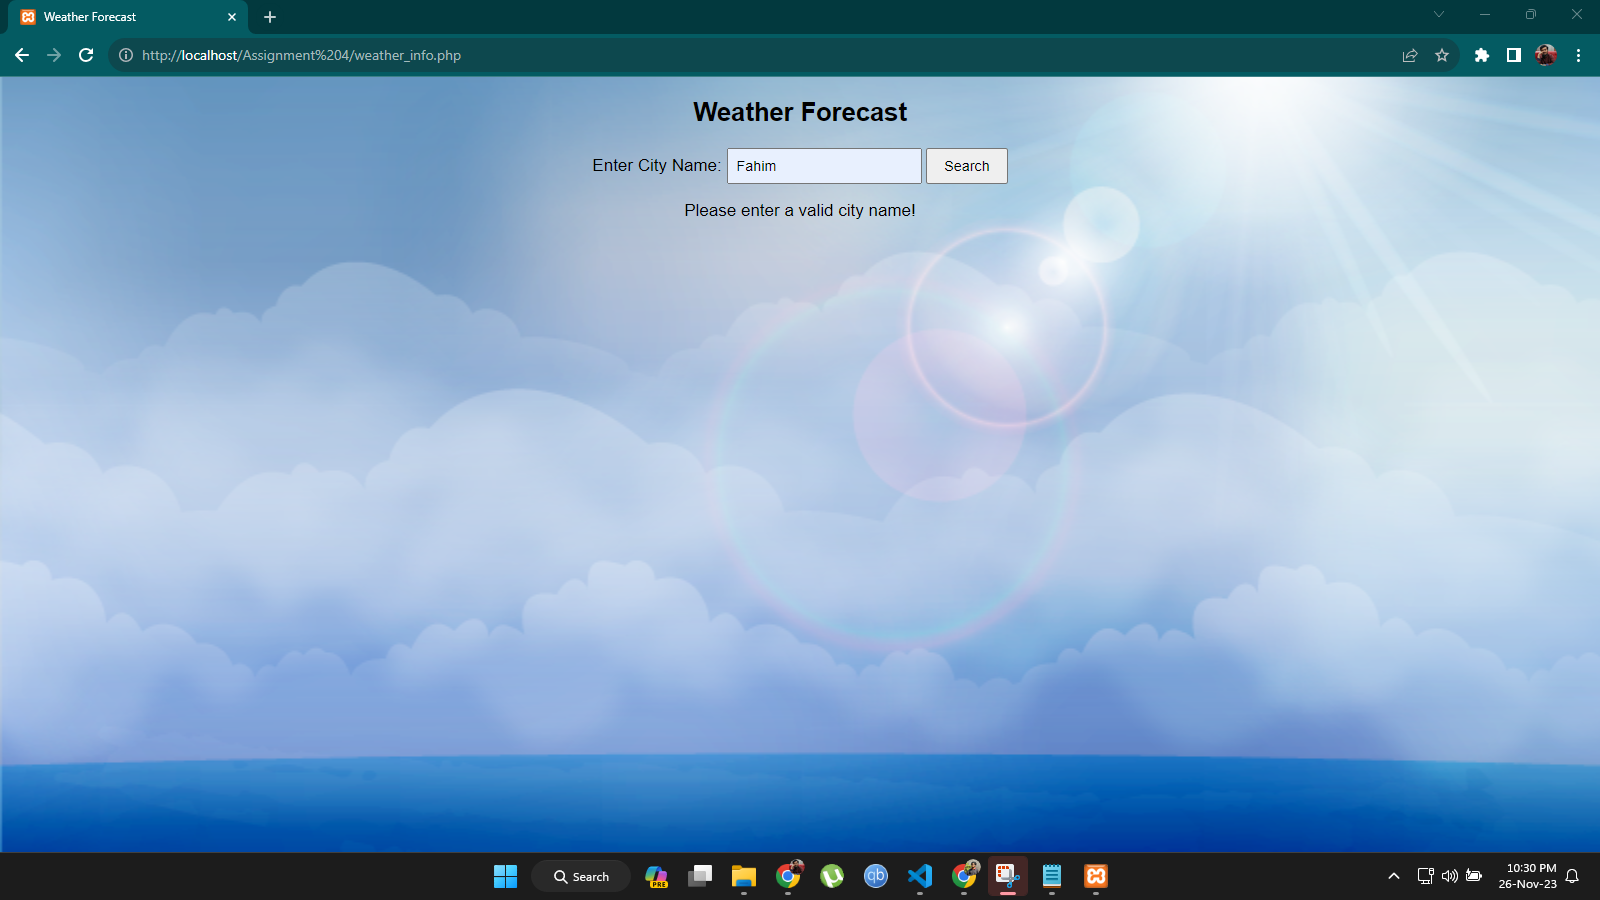 Weather Forecast
http://localhost/Assignment%204/weather_info.php
Weather Forecast
Enter City Name: Fahim Search
Please enter a valid city name!
Search
PRE
qb
10:30 PM
26-Nov-23